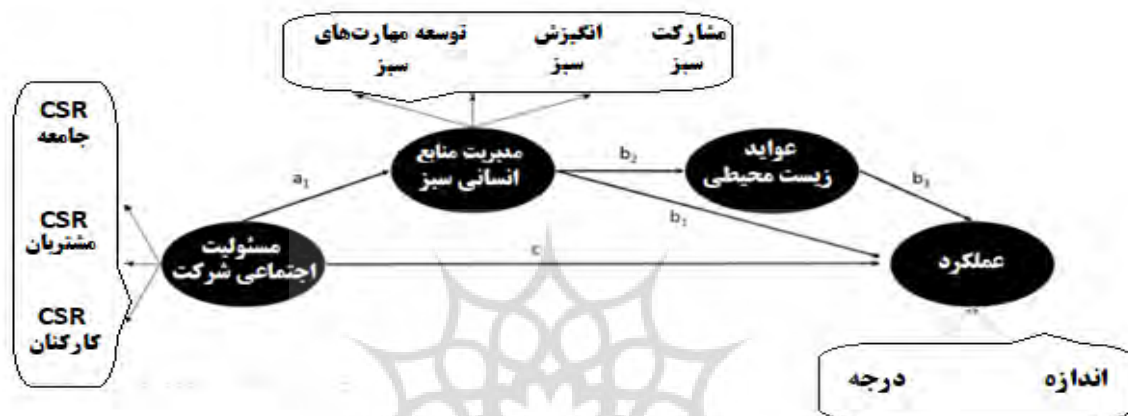 مشارکت سبز
انگیزش سبز
توسعه مهارت‌های سبز
CSR
جامعه
CSR
مشتریان
CSR
کارکنان
مدیریت منابع
انسانی سبز
عواید
زیست محیطی
مسئولیت
اجتماعی شرکت
عملکرد
a1
b2
b3
b1
c
اندازه
درجه